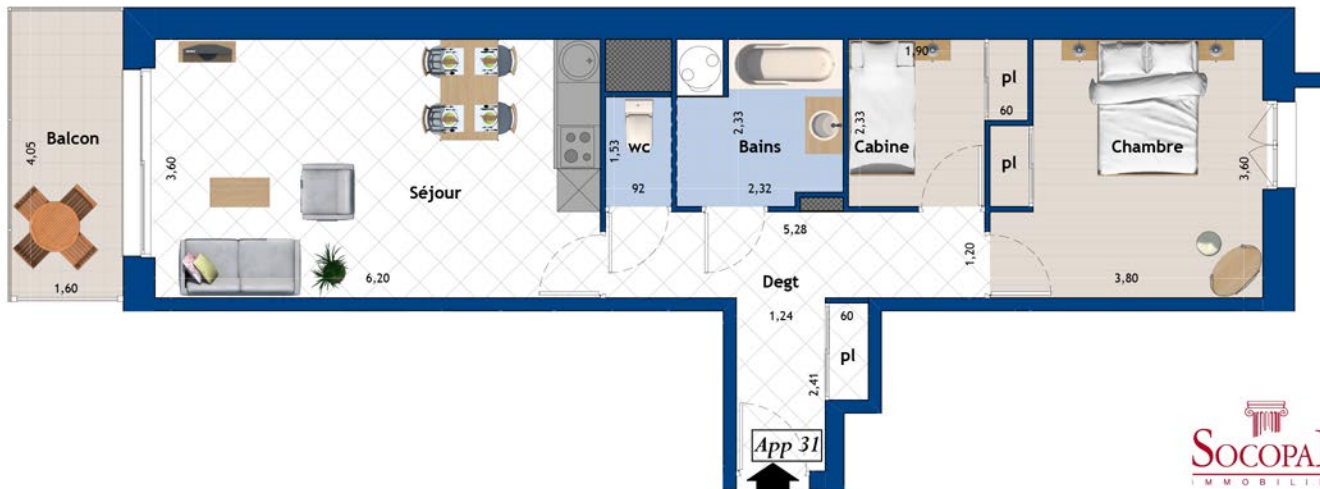 Balcon
4,05
1,60
3,60
Séjour
6,20
wc
1,53
92
Bains
2,33
2,32
Cabine
1,90
2,33
pl
60
pl
Chambre
3,60
3,80
5,28
1,20
Degt
1,24
60
pl
2,41
App 31
SOCOPA
IMMOBILI